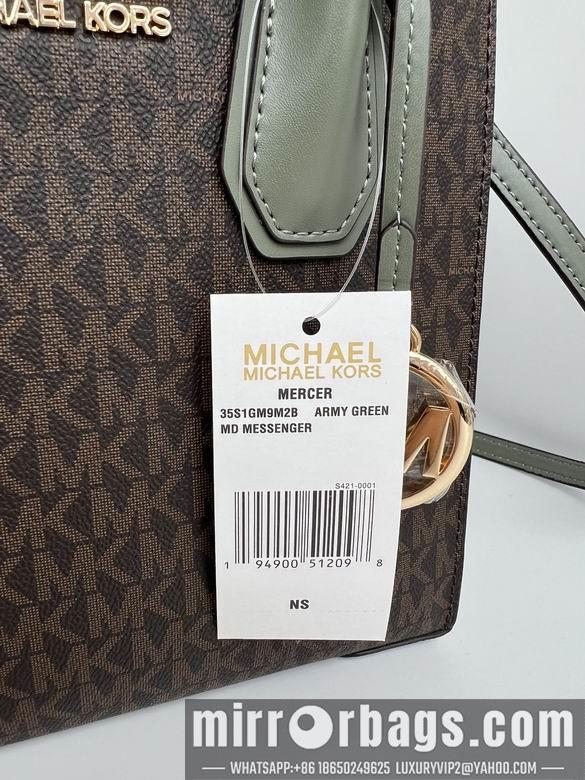 AEL KORS
MICHAEL
MICHAEL KORS
MERCER
35S1GM9M2B ARMY GREEN
MD MESSENGER
S421-0001
1 94900 51209 8
NS
mirrorbags.com
WHATSAPP:+86 18650249625 LUXURYVIP2@YAHOO.COM